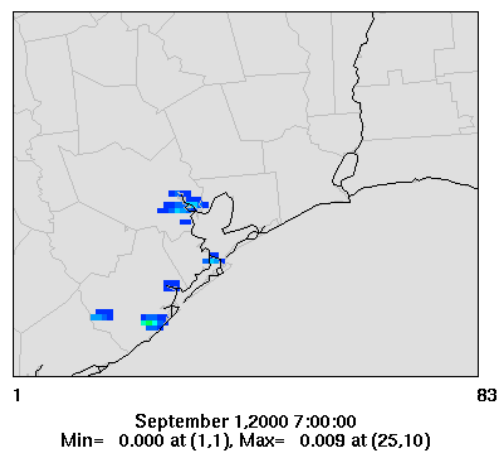 1 83
September 1,2000 7:00:00
Min= 0.000 at (1,1), Max= 0.009 at (25,10)